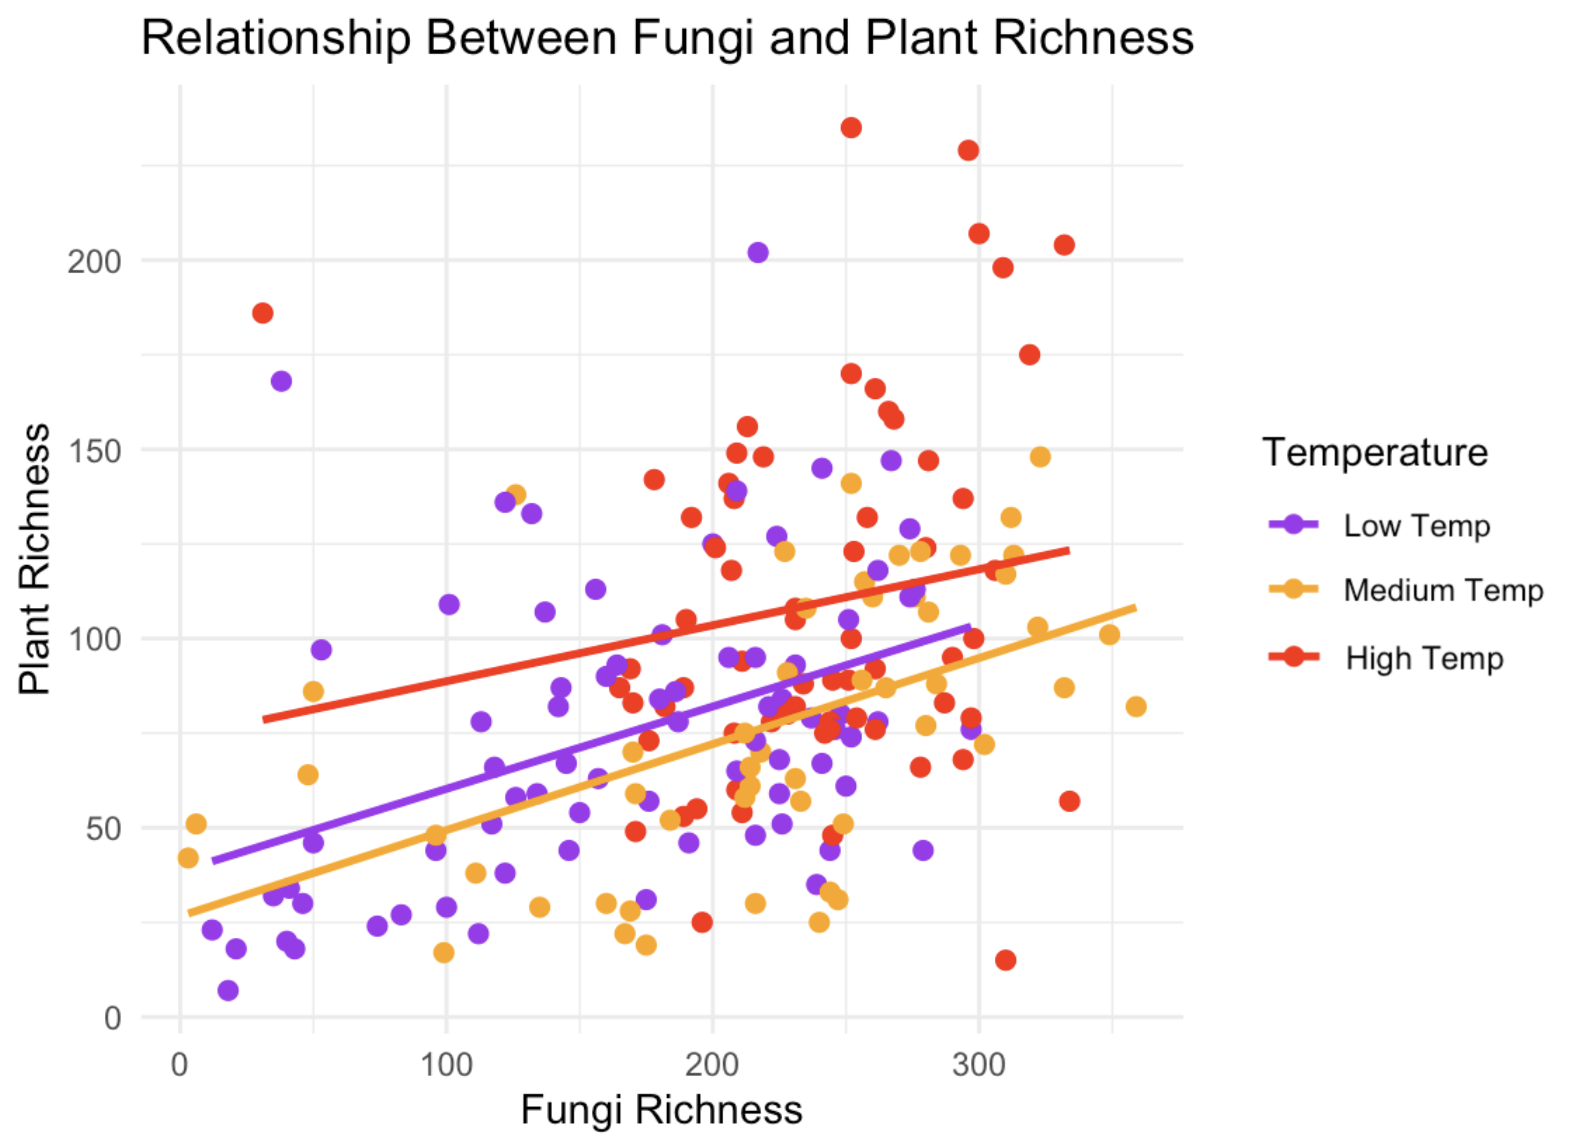 Relationship Between Fungi and Plant Richness
Plant Richness
200
150
100
50
0
0 100 200 300
Fungi Richness
Temperature
Low Temp
Medium Temp
High Temp